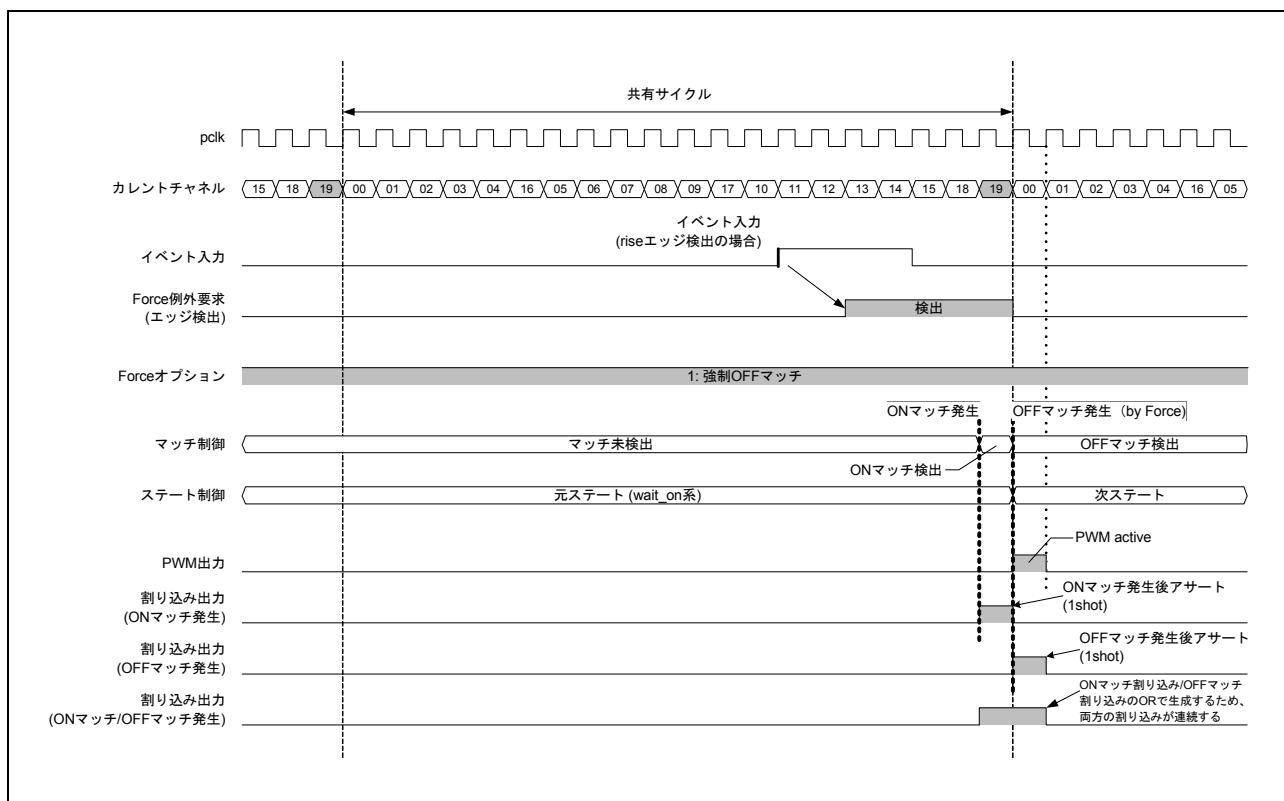 共有サイクル
pclk
カレントチャネル
15 18 19 00 01 02 03 04 16 05 06 07 08 09 17 10 11 12 13 14 15 18 19 00 01 02 03 04 16 05
イベント入力
(riseエッジ検出の場合)
イベント入力
Force例外要求
(エッジ検出)
検出
Forceオプション
1: 強制OFFマッチ
ONマッチ発生
OFFマッチ発生（by Force)
マッチ制御
マッチ未検出
OFFマッチ検出
ONマッチ検出
ステート制御
元ステート (wait_on系)
次ステート
PWM出力
PWM active
割り込み出力
(ONマッチ発生)
ONマッチ発生後アサート
(1shot)
割り込み出力
(OFFマッチ発生)
OFFマッチ発生後アサート
(1shot)
割り込み出力
(ONマッチ/OFFマッチ発生)
ONマッチ割り込み/OFFマッチ
割り込みのORで生成するため、
両方の割り込みが連続する